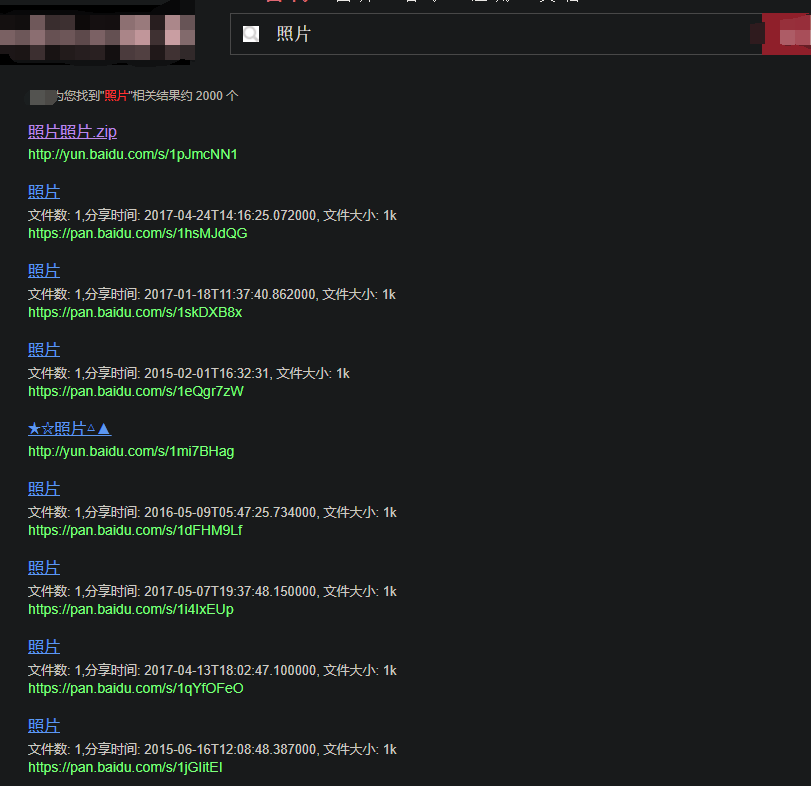 照片
为您找到"照片"相关结果约 2000 个
照片照片.zip
http://yun.baidu.com/s/1pJmcNN1
照片
文件数: 1,分享时间: 2017-04-24T14:16:25.072000, 文件大小: 1k
https://pan.baidu.com/s/1hsMJdQG
照片
文件数: 1,分享时间: 2017-01-18T11:37:40.862000, 文件大小: 1k
https://pan.baidu.com/s/1skDXB8x
照片
文件数: 1,分享时间: 2015-02-01T16:32:31, 文件大小: 1k
https://pan.baidu.com/s/1eQgr7zW
★☆照片▵▲
http://yun.baidu.com/s/1mi7BHag
照片
文件数: 1,分享时间: 2016-05-09T05:47:25.734000, 文件大小: 1k
https://pan.baidu.com/s/1dFHM9Lf
照片
文件数: 1,分享时间: 2017-05-07T19:37:48.150000, 文件大小: 1k
https://pan.baidu.com/s/1i4IxEUp
照片
文件数: 1,分享时间: 2017-04-13T18:02:47.100000, 文件大小: 1k
https://pan.baidu.com/s/1qYfOFeO
照片
文件数: 1,分享时间: 2015-06-16T12:08:48.387000, 文件大小: 1k
https://pan.baidu.com/s/1jGIitEI